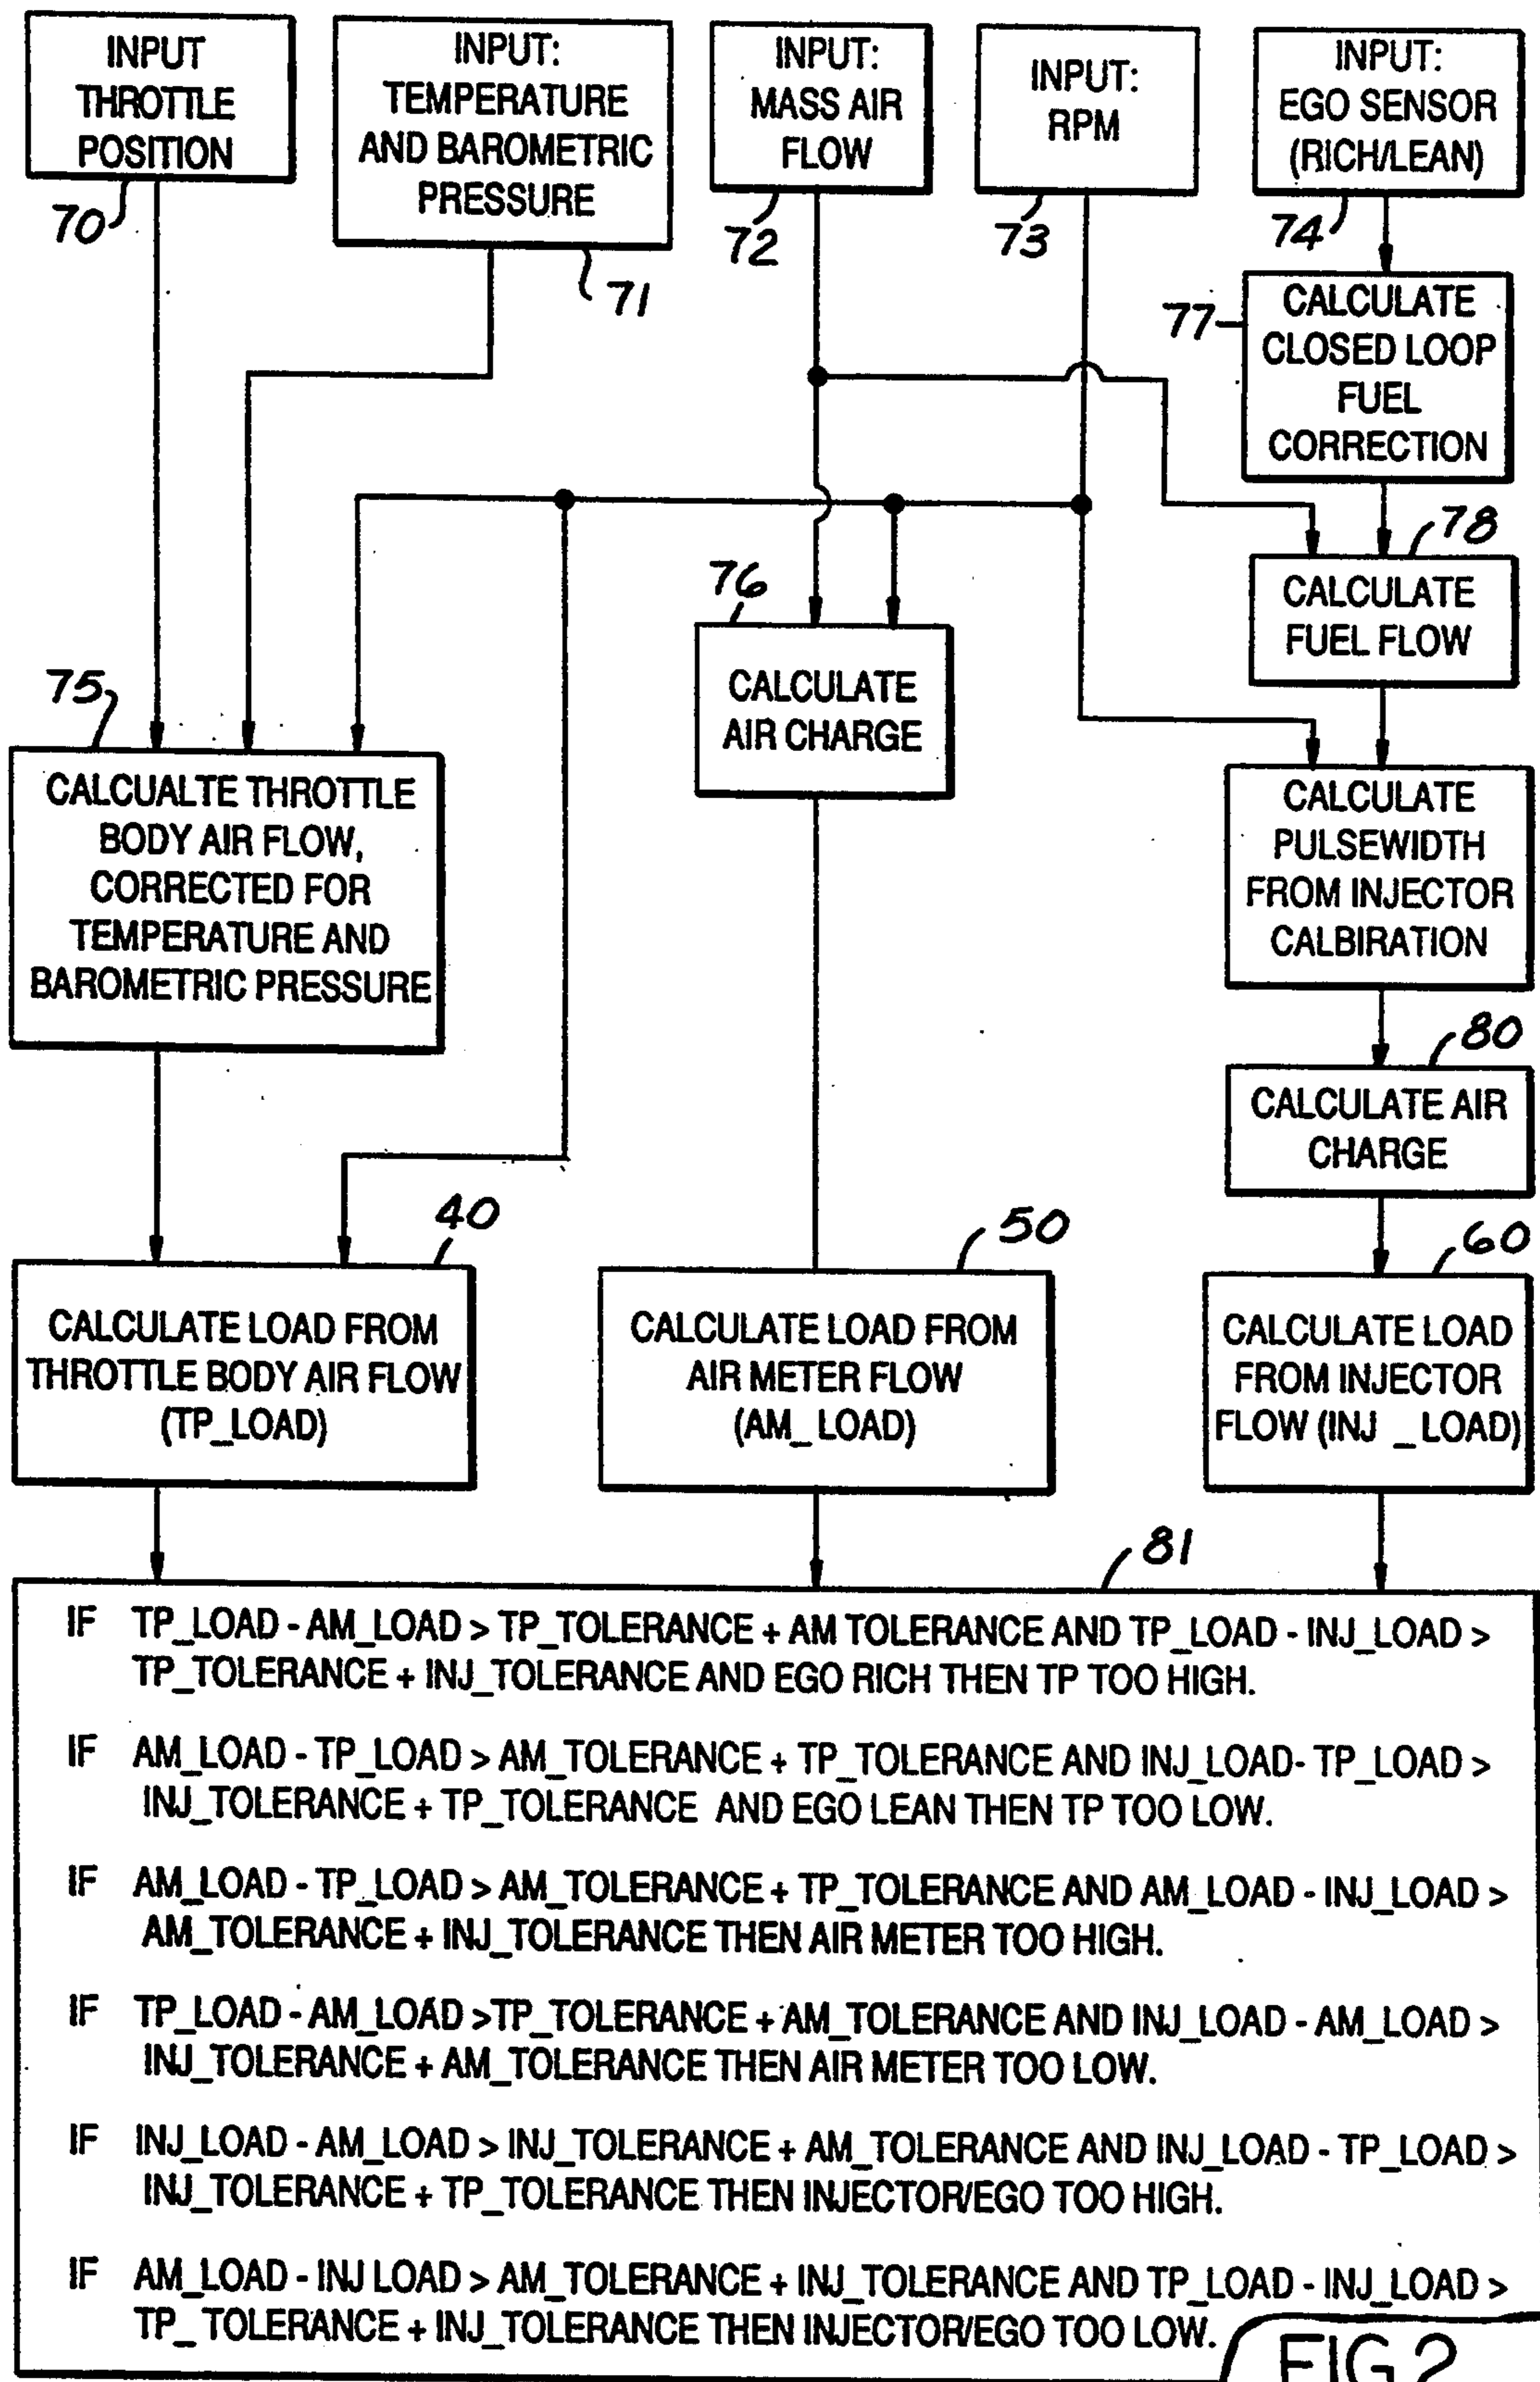 INPUT
THROTTLE
POSITION
70
INPUT:
TEMPERATURE
AND BAROMETRIC
PRESSURE
71
INPUT:
MASS AIR
FLOW
72
INPUT:
RPM
73
INPUT:
EGO SENSOR
(RICH/LEAN)
74
77
CALCULATE
CLOSED LOOP
FUEL
CORRECTION
78
CALCULATE
FUEL FLOW
76
CALCULATE
AIR CHARGE
75
CALCUALTE THROTTLE
BODY AIR FLOW,
CORRECTED FOR
TEMPERATURE AND
BAROMETRIC PRESSURE
CALCULATE
PULSEWIDTH
FROM INJECTOR
CALBIRATION
80
CALCULATE AIR
CHARGE
40
CALCULATE LOAD FROM
THROTTLE BODY AIR FLOW
(TP_LOAD)
50
CALCULATE LOAD FROM
AIR METER FLOW
(AM_ LOAD)
60
CALCULATE LOAD
FROM INJECTOR
FLOW (INJ _ LOAD)
81
IF TP_LOAD - AM_LOAD > TP_TOLERANCE + AM TOLERANCE AND TP_LOAD - INJ_LOAD >
TP_TOLERANCE + INJ_TOLERANCE AND EGO RICH THEN TP TOO HIGH.
IF AM_LOAD - TP_LOAD > AM_TOLERANCE + TP_TOLERANCE AND INJ_LOAD- TP_LOAD >
INJ_TOLERANCE + TP_TOLERANCE AND EGO LEAN THEN TP TOO LOW.
IF AM_LOAD - TP_LOAD > AM_TOLERANCE + TP_TOLERANCE AND AM_LOAD - INJ_LOAD >
AM_TOLERANCE + INJ_TOLERANCE THEN AIR METER TOO HIGH.
IF TP_LOAD - AM_LOAD >TP_TOLERANCE + AM_TOLERANCE AND INJ_LOAD - AM_LOAD >
INJ_TOLERANCE + AM_TOLERANCE THEN AIR METER TOO LOW.
IF INJ_LOAD - AM_LOAD > INJ_TOLERANCE + AM_TOLERANCE AND INJ_LOAD - TP_LOAD >
INJ_TOLERANCE + TP_TOLERANCE THEN INJECTOR/EGO TOO HIGH.
IF AM_LOAD - INJ LOAD > AM_TOLERANCE + INJ_TOLERANCE AND TP_LOAD - INJ_LOAD >
TP_ TOLERANCE + INJ_TOLERANCE THEN INJECTOR/EGO TOO LOW.
FIG.2